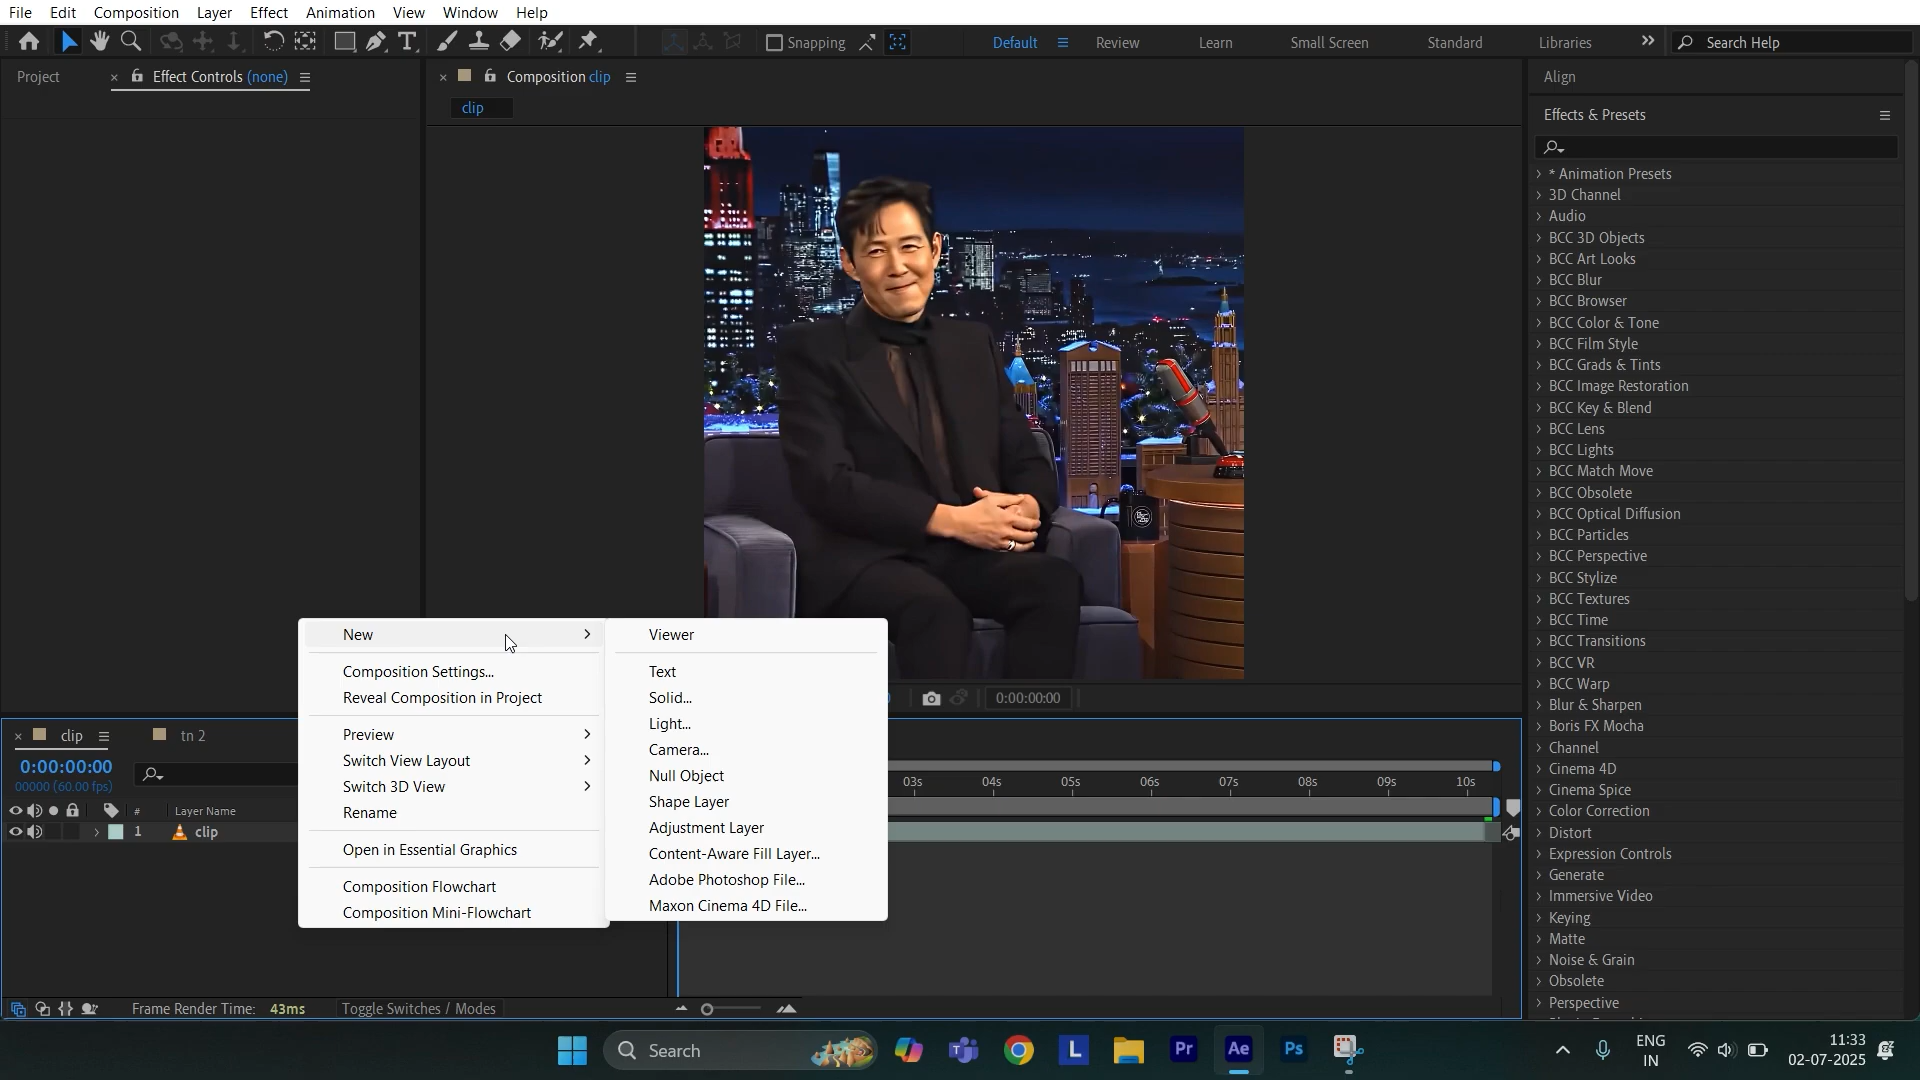 File Edit Composition Layer Effect Animation View Window Help
Snapping Default Review Learn Small Screen Standard Libraries Search Help
Project Effect Controls (none) Composition clip Align
clip
Effects & Presets
* Animation Presets
3D Channel
Audio
BCC 3D Objects
BCC Art Looks
BCC Blur
BCC Browser
BCC Color & Tone
BCC Film Style
BCC Grads & Tints
BCC Image Restoration
BCC Key & Blend
BCC Lens
BCC Lights
BCC Match Move
BCC Obsolete
BCC Optical Diffusion
BCC Particles
BCC Perspective
BCC Stylize
BCC Textures
BCC Time
BCC Transitions
BCC VR
BCC Warp
Blur & Sharpen
Boris FX Mocha
Channel
Cinema 4D
Cinema Spice
Color Correction
Distort
Expression Controls
Generate
Immersive Video
Keying
Matte
Noise & Grain
Obsolete
Perspective
New
Composition Settings...
Reveal Composition in Project
Preview
Switch View Layout
Switch 3D View
Rename
Open in Essential Graphics
Composition Flowchart
Composition Mini-Flowchart
Viewer
Text
Solid...
Light...
Camera...
Null Object
Shape Layer
Adjustment Layer
Content-Aware Fill Layer...
Adobe Photoshop File...
Maxon Cinema 4D File...
0:00:00:00
clip tn 2
0:00:00:00
00000 (60.00 fps)
03s 04s 05s 06s 07s 08s 09s 10s
# Layer Name
1 clip
Frame Render Time: 43ms Toggle Switches / Modes
Search L Pr Ae Ps
ENG
IN
11:33
02-07-2025